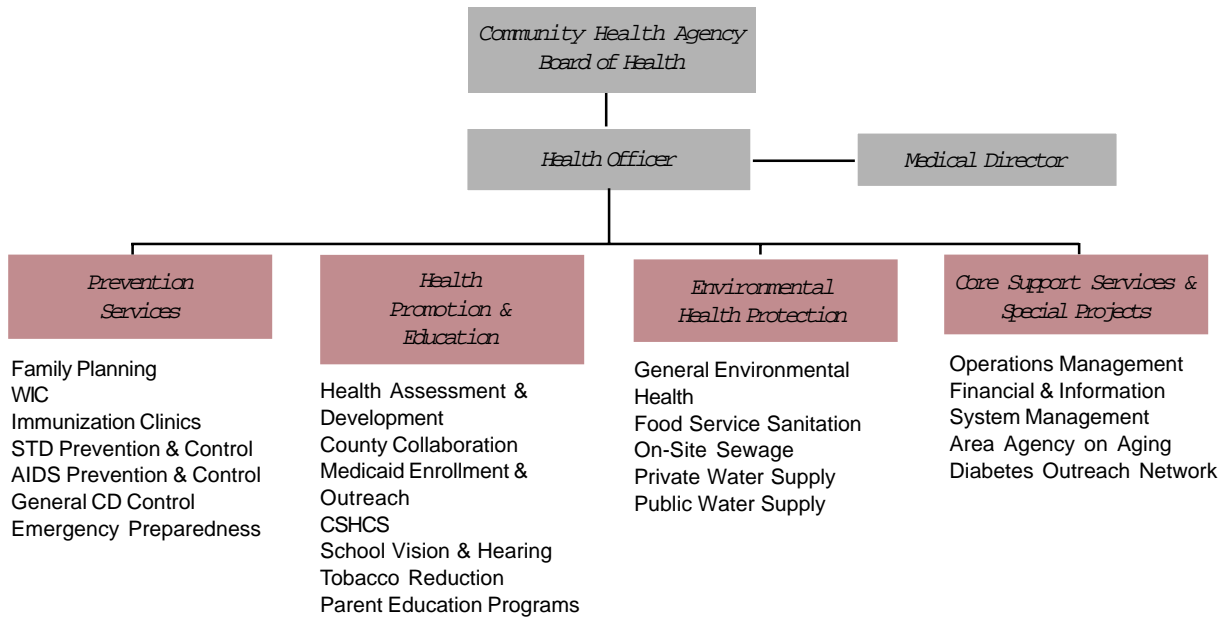 Community Health Agency
Board of Health
Health Officer
Medical Director
Prevention
Services
Family Planning
WIC
Immunization Clinics
STD Prevention & Control
AIDS Prevention & Control
General CD Control
Emergency Preparedness
Health
Promotion &
Education
Health Assessment &
Development
County Collaboration
Medicaid Enrollment &
Outreach
CSHCS
School Vision & Hearing
Tobacco Reduction
Parent Education Programs
Environmental
Health Protection
General Environmental
Health
Food Service Sanitation
On-Site Sewage
Private Water Supply
Public Water Supply
Core Support Services &
Special Projects
Operations Management
Financial & Information
System Management
Area Agency on Aging
Diabetes Outreach Network